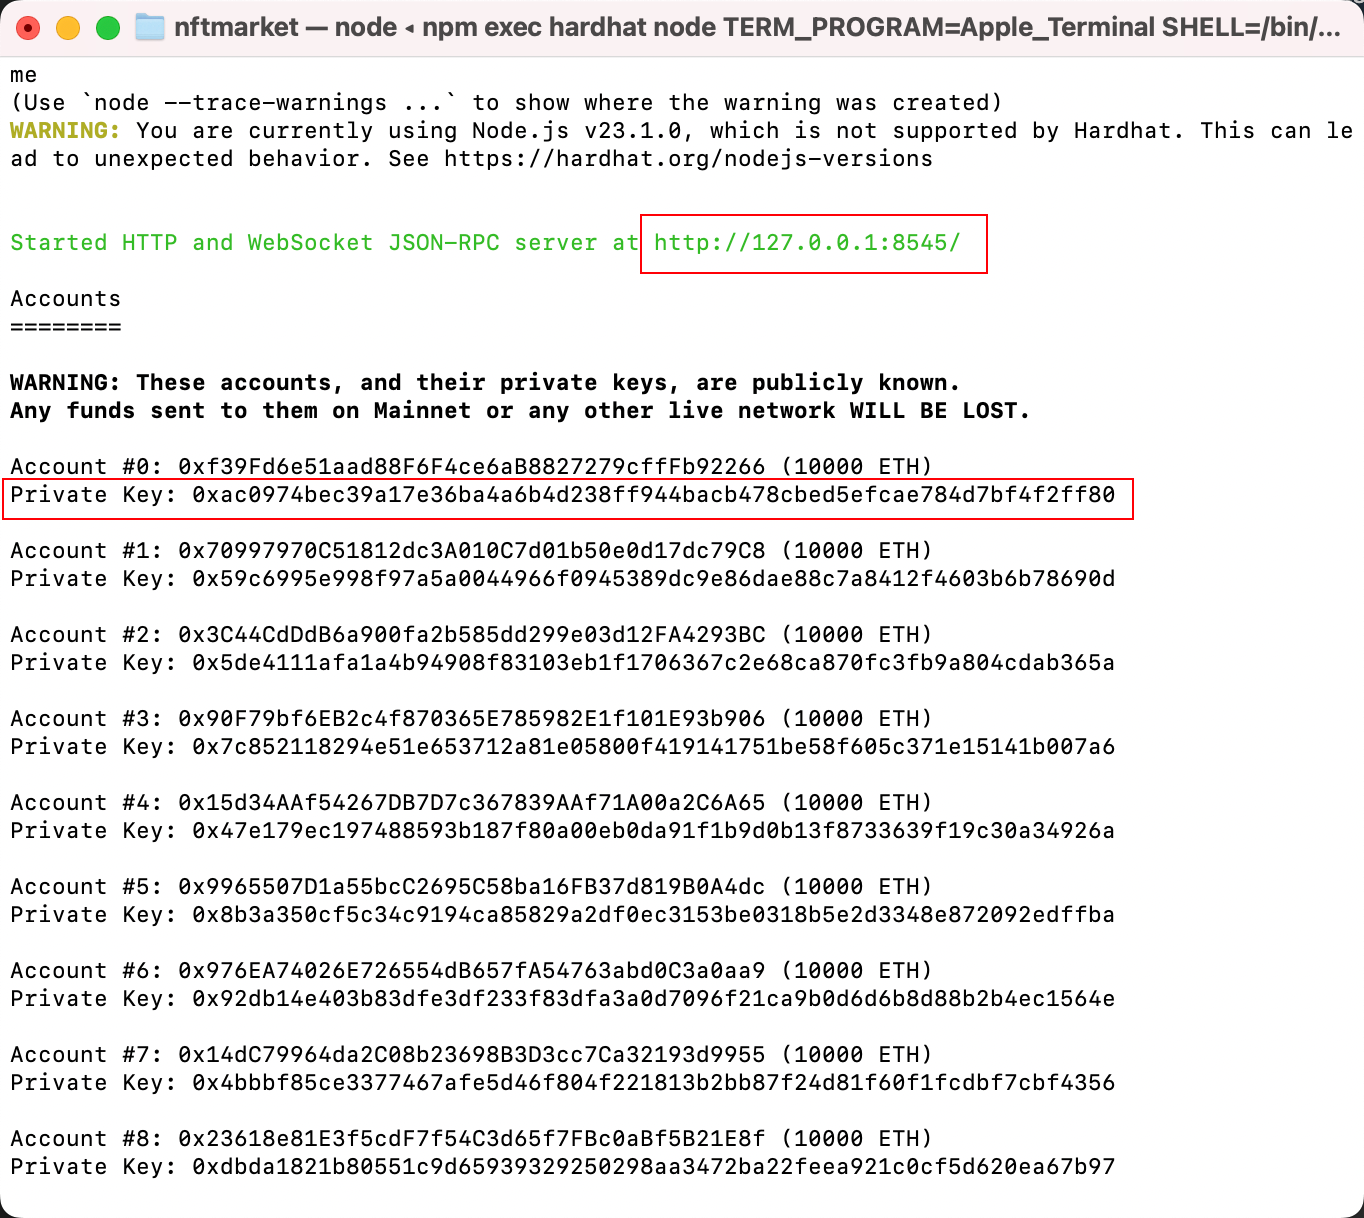 nftmarket — node ◂ npm exec hardhat node TERM_PROGRAM=Apple_Terminal SHELL=/bin/...
me
(Use `node --trace-warnings ...` to show where the warning was created)
WARNING: You are currently using Node.js v23.1.0, which is not supported by Hardhat. This can le
ad to unexpected behavior. See https://hardhat.org/nodejs-versions
Started HTTP and WebSocket JSON-RPC server at http://127.0.0.1:8545/
Accounts
========
WARNING: These accounts, and their private keys, are publicly known.
Any funds sent to them on Mainnet or any other live network WILL BE LOST.
Account #0: 0xf39Fd6e51aad88F6F4ce6aB8827279cffFb92266 (10000 ETH)
Private Key: 0xac0974bec39a17e36ba4a6b4d238ff944bacb478cbed5efcae784d7bf4f2ff80
Account #1: 0x70997970C51812dc3A010C7d01b50e0d17dc79C8 (10000 ETH)
Private Key: 0x59c6995e998f97a5a0044966f0945389dc9e86dae88c7a8412f4603b6b78690d
Account #2: 0x3C44CdDdB6a900fa2b585dd299e03d12FA4293BC (10000 ETH)
Private Key: 0x5de4111afa1a4b94908f83103eb1f1706367c2e68ca870fc3fb9a804cdab365a
Account #3: 0x90F79bf6EB2c4f870365E785982E1f101E93b906 (10000 ETH)
Private Key: 0x7c852118294e51e653712a81e05800f419141751be58f605c371e15141b007a6
Account #4: 0x15d34AAf54267DB7D7c367839AAf71A00a2C6A65 (10000 ETH)
Private Key: 0x47e179ec197488593b187f80a00eb0da91f1b9d0b13f8733639f19c30a34926a
Account #5: 0x9965507D1a55bcC2695C58ba16FB37d819B0A4dc (10000 ETH)
Private Key: 0x8b3a350cf5c34c9194ca85829a2df0ec3153be0318b5e2d3348e872092edffba
Account #6: 0x976EA74026E726554dB657fA54763abd0C3a0aa9 (10000 ETH)
Private Key: 0x92db14e403b83dfe3df233f83dfa3a0d7096f21ca9b0d6d6b8d88b2b4ec1564e
Account #7: 0x14dC79964da2C08b23698B3D3cc7Ca32193d9955 (10000 ETH)
Private Key: 0x4bbbf85ce3377467afe5d46f804f221813b2bb87f24d81f60f1fcdbf7cbf4356
Account #8: 0x23618e81E3f5cdF7f54C3d65f7FBc0aBf5B21E8f (10000 ETH)
Private Key: 0xdbda1821b80551c9d65939329250298aa3472ba22feea921c0cf5d620ea67b97